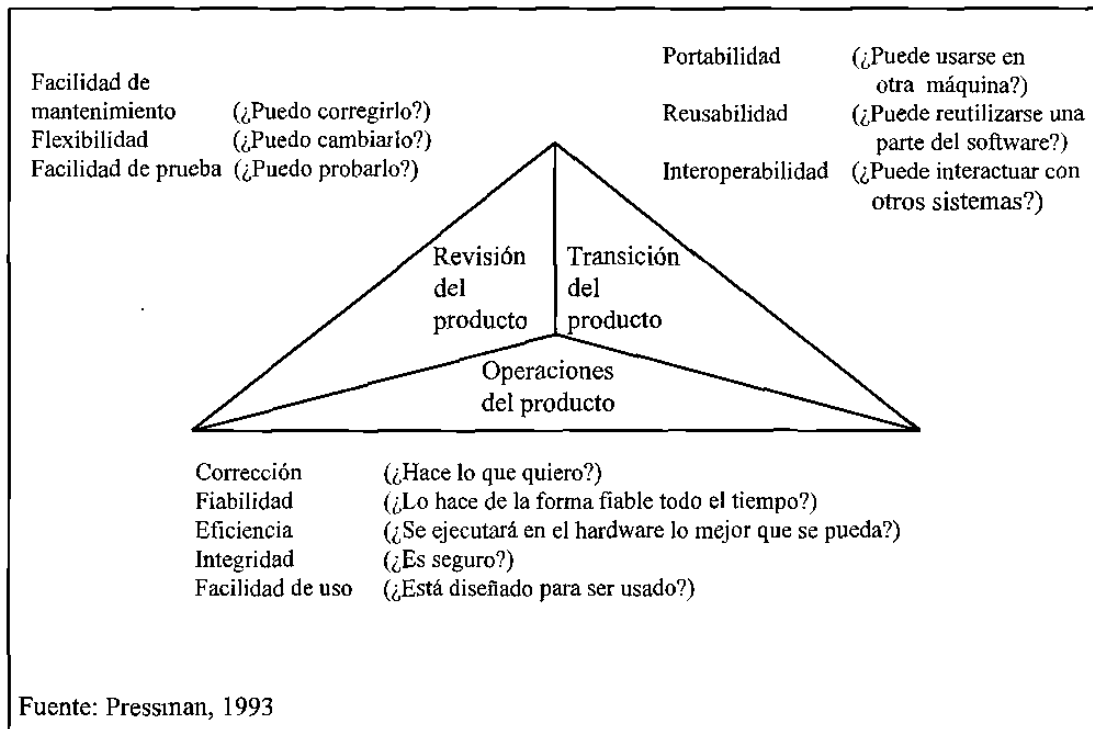 Facilidad de
mantenimiento (¿Puedo corregirlo?)
Flexibilidad (¿Puedo cambiarlo?)
Facilidad de prueba (¿Puedo probarlo?)
Portabilidad (¿Puede usarse en
otra máquina?)
Reusabilidad (¿Puede reutilizarse una
parte del software?)
Interoperabilidad (¿Puede interactuar con
otros sistemas?)
Revisión
del
producto
Transición
del
producto
Operaciones
del producto
Corrección (¿Hace lo que quiero?)
Fiabilidad (¿Lo hace de la forma fiable todo el tiempo?)
Eficiencia (¿Se ejecutará en el hardware lo mejor que se pueda?)
Integridad (¿Es seguro?)
Facilidad de uso (¿Está diseñado para ser usado?)
Fuente: Pressman, 1993